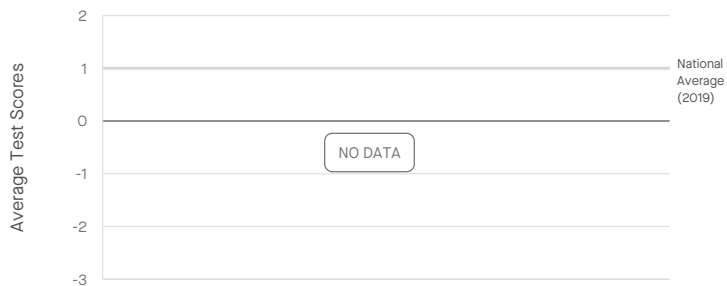 Average Test Scores
2
1
0
-1
-2
-3
National
Average
(2019)
NO DATA